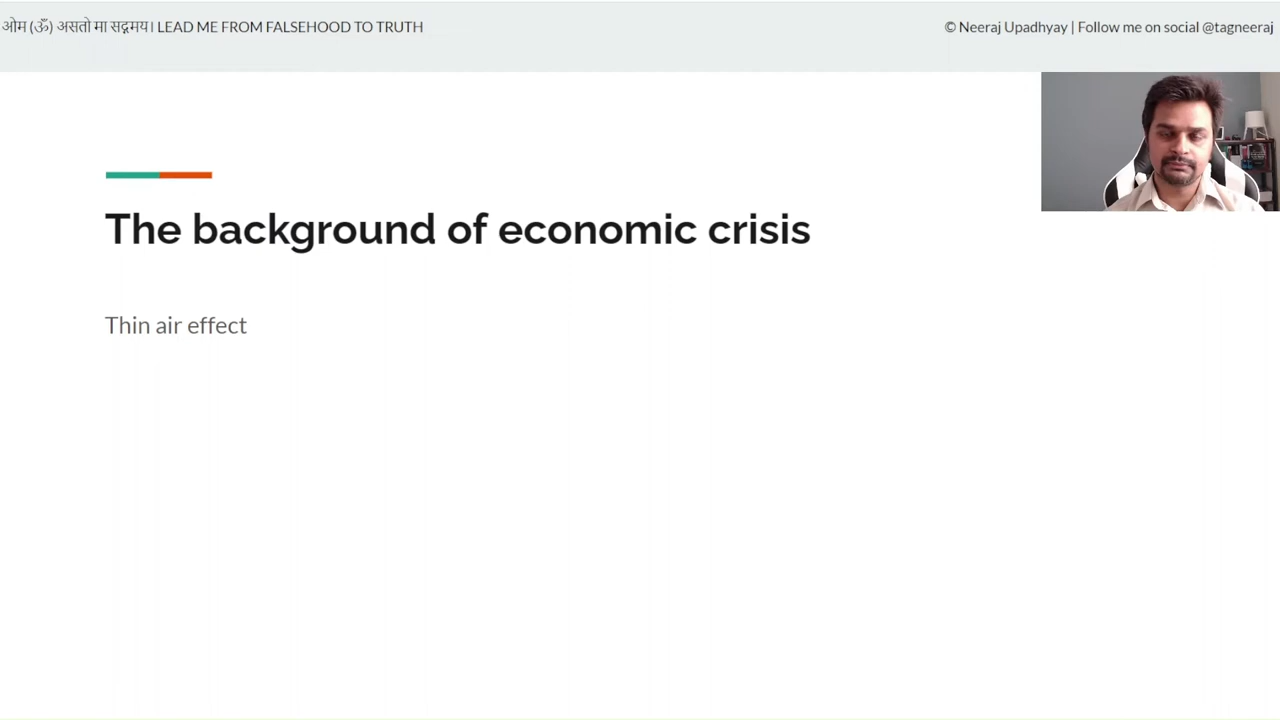 ओम (ॐ) असतो मा सद्गमय। LEAD ME FROM FALSEHOOD TO TRUTH
© Neeraj Upadhyay | Follow me on social @tagneeraj
The background of economic crisis
Thin air effect